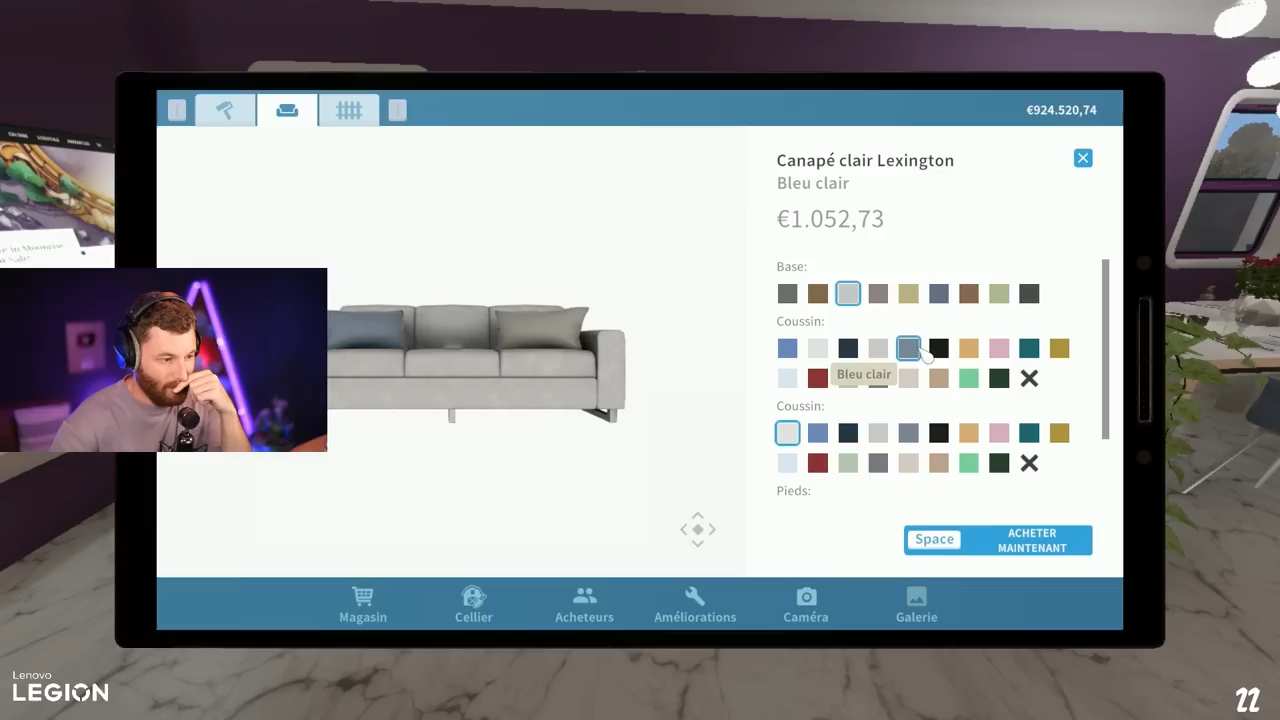 €924.520,74
Canapé clair Lexington
Bleu clair
€1.052,73
Base:
Coussin:
Bleu clair
Coussin:
Pieds:
Space
ACHETER
MAINTENANT
Magasin
Cellier
Acheteurs
Améliorations
Caméra
Galerie
Lenovo
LEGION
22